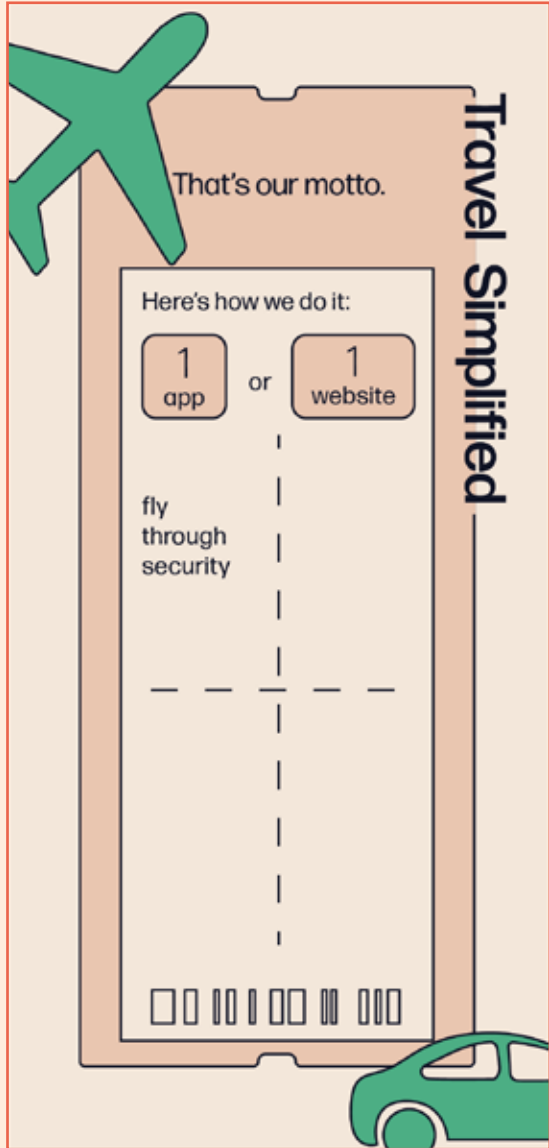 Travel Simplified
That's our motto.
Here's how we do it:
1
app
or
1
website
fly
through
security